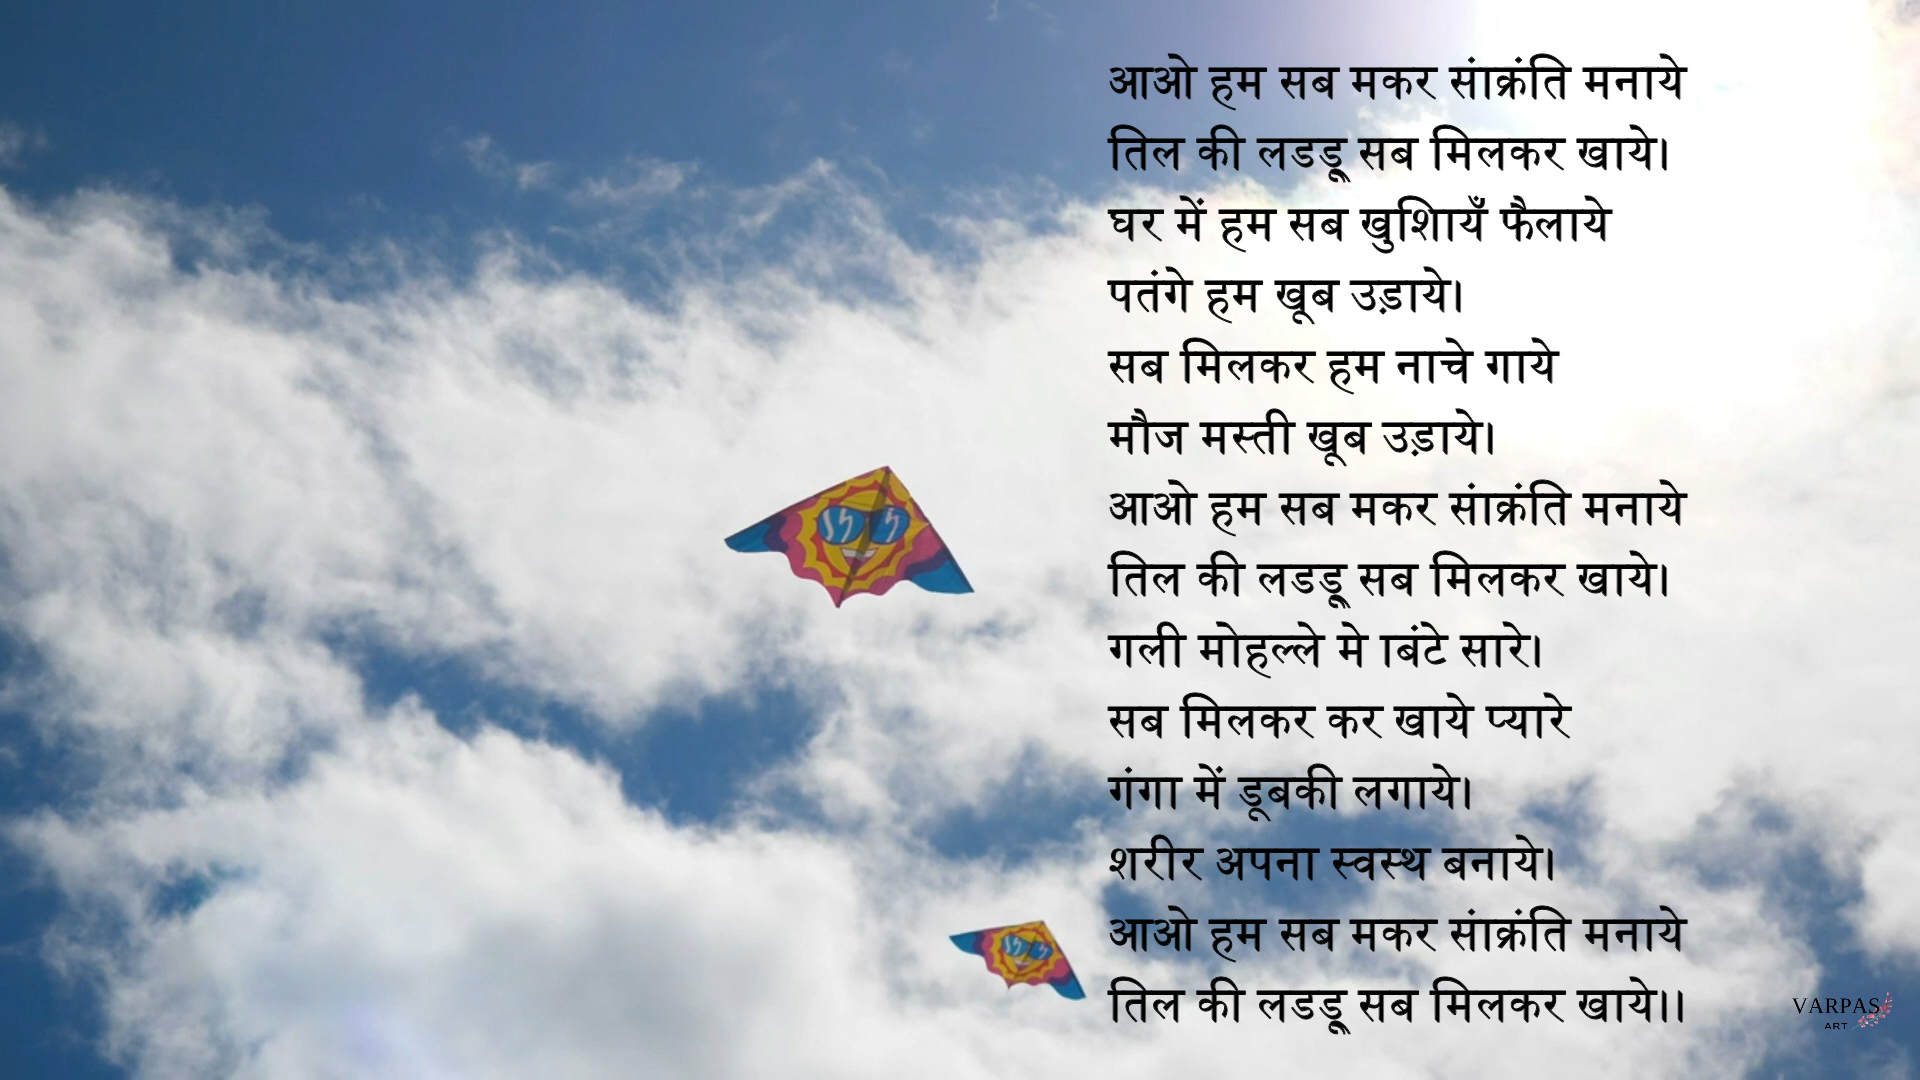 आओ हम सब मकर सांक्रंति मनाये
तिल की लडडू सब मिलकर खाये।
घर में हम सब खुशिायँ फैलाये
पतंगे हम खूब उड़ाये।
सब मिलकर हम नाचे गाये
मौज मस्ती खूब उड़ाये।
आओ हम सब मकर सांक्रंति मनाये
तिल की लडडू सब मिलकर खाये।
गली मोहल्ले मे ाबंटे सारे।
सब मिलकर कर खाये प्यारे
गंगा में डूबकी लगाये।
शरीर अपना स्वस्थ बनाये।
आओ हम सब मकर सांक्रंति मनाये
तिल की लडडू सब मिलकर खाये।।
VARPAS
ART